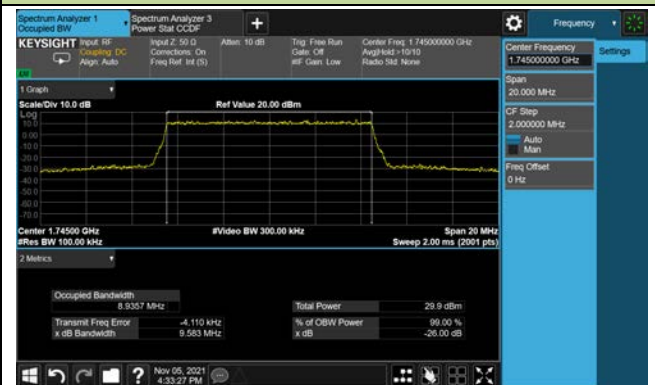 Spectrum Analyzer 1
Occupied BW
Spectrum Analyzer 3
Power Stat CCDF
+
Frequency
KEYSIGHT
Input: RF
Coupling: DC
Align: Auto
Input Z: 50 Ω
Corrections: On
Freq Ref: Int (S)
Atten: 10 dB
Trig: Free Run
Gate: Off
#IF Gain: Low
Center Freq: 1.745000000 GHz
Avg|Hold:>10/10
Radio Std: None
Center Frequency
1.745000000 GHz
Settings
Span
20.000 MHz
CF Step
2.000000 MHz
Auto
Man
Freq Offset
0 Hz
1 Graph
Scale/Div 10.0 dB
Ref Value 20.00 dBm
Log
10.0
0.00
-10.0
-20.0
-30.0
-40.0
-50.0
-60.0
-70.0
Center 1.74500 GHz
#Video BW 300.00 kHz
Span 20 MHz
#Res BW 100.00 kHz
Sweep 2.00 ms (2001 pts)
2 Metrics
Occupied Bandwidth
8.9357 MHz
Total Power
29.9 dBm
Transmit Freq Error
-4.110 kHz
% of OBW Power
99.00 %
x dB Bandwidth
9.583 MHz
x dB
-26.00 dB
?
Nov 05, 2021
4:33:27 PM